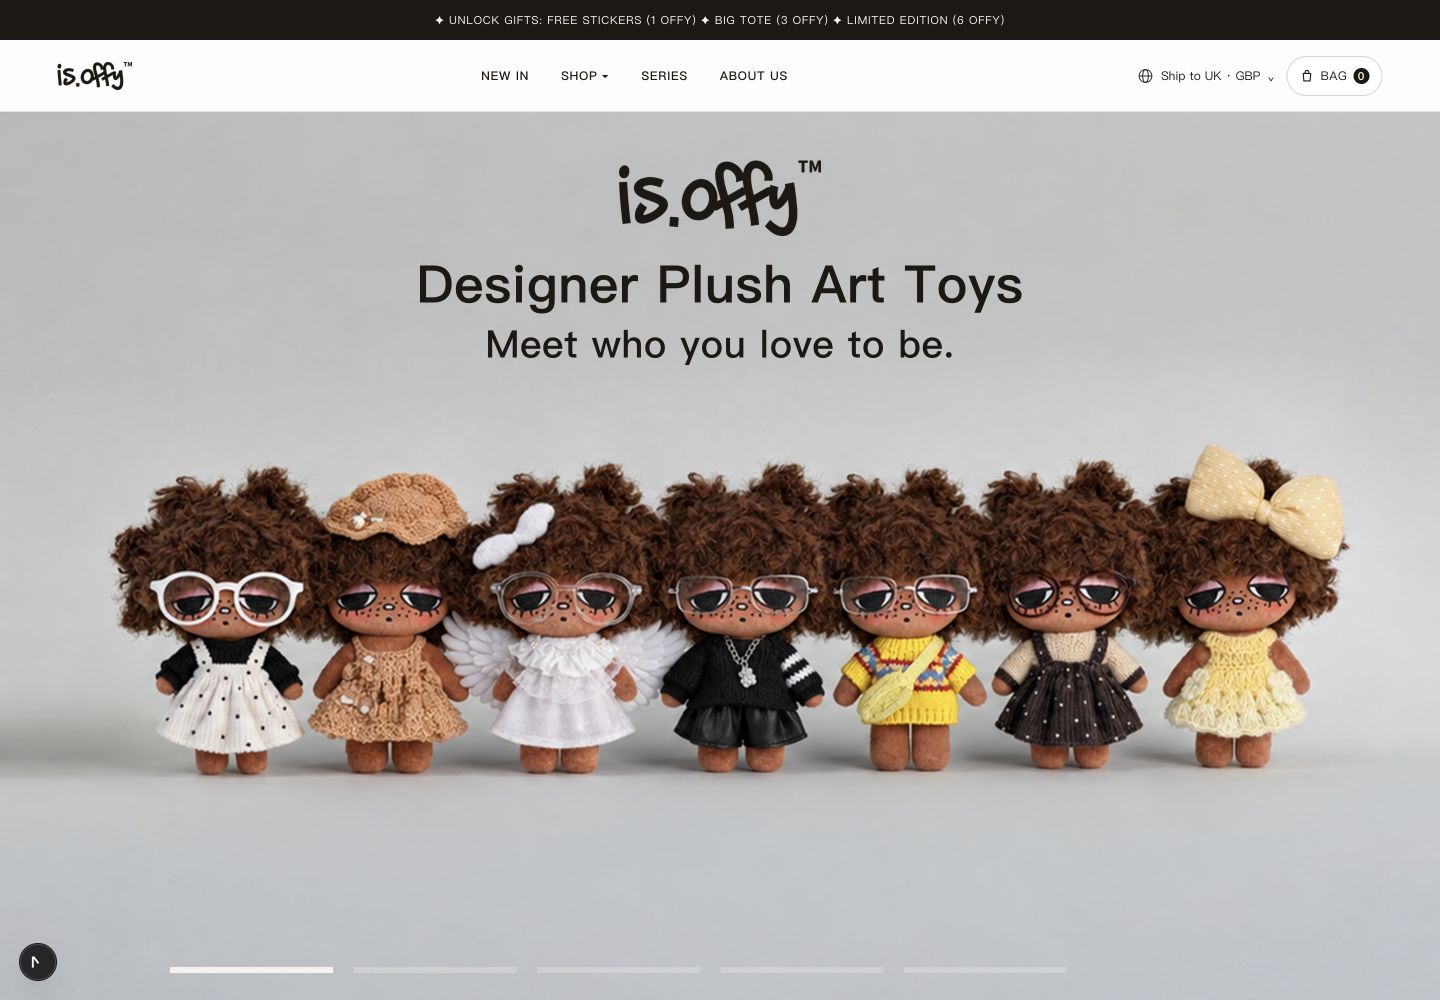 ✦ UNLOCK GIFTS: FREE STICKERS (1 OFFY) ✦ BIG TOTE (3 OFFY) ✦ LIMITED EDITION (6 OFFY)
is.offy™
NEW IN
SHOP
SERIES
ABOUT US
Ship to UK · GBP
BAG 0
is.offy™
Designer Plush Art Toys
Meet who you love to be.